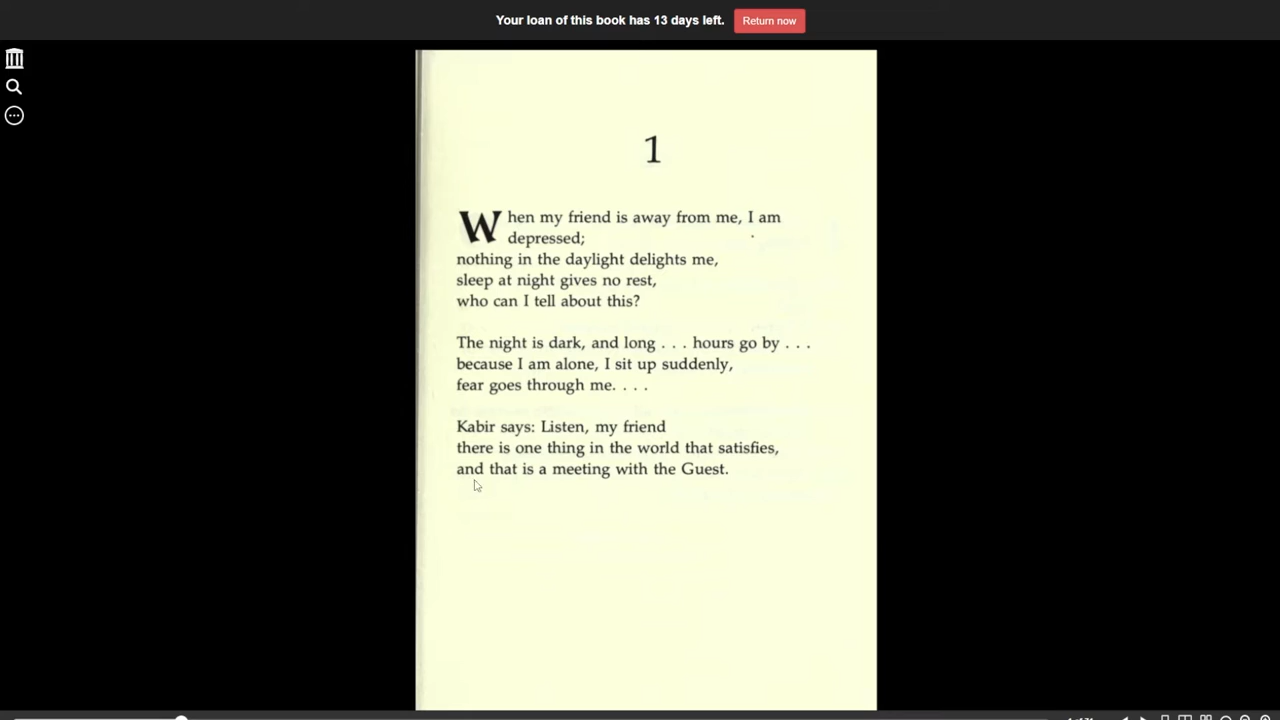 Your loan of this book has 13 days left. Return now
1
When my friend is away from me, I am
depressed;
nothing in the daylight delights me,
sleep at night gives no rest,
who can I tell about this?
The night is dark, and long . . . hours go by . . .
because I am alone, I sit up suddenly,
fear goes through me. . . .
Kabir says: Listen, my friend
there is one thing in the world that satisfies,
and that is a meeting with the Guest.